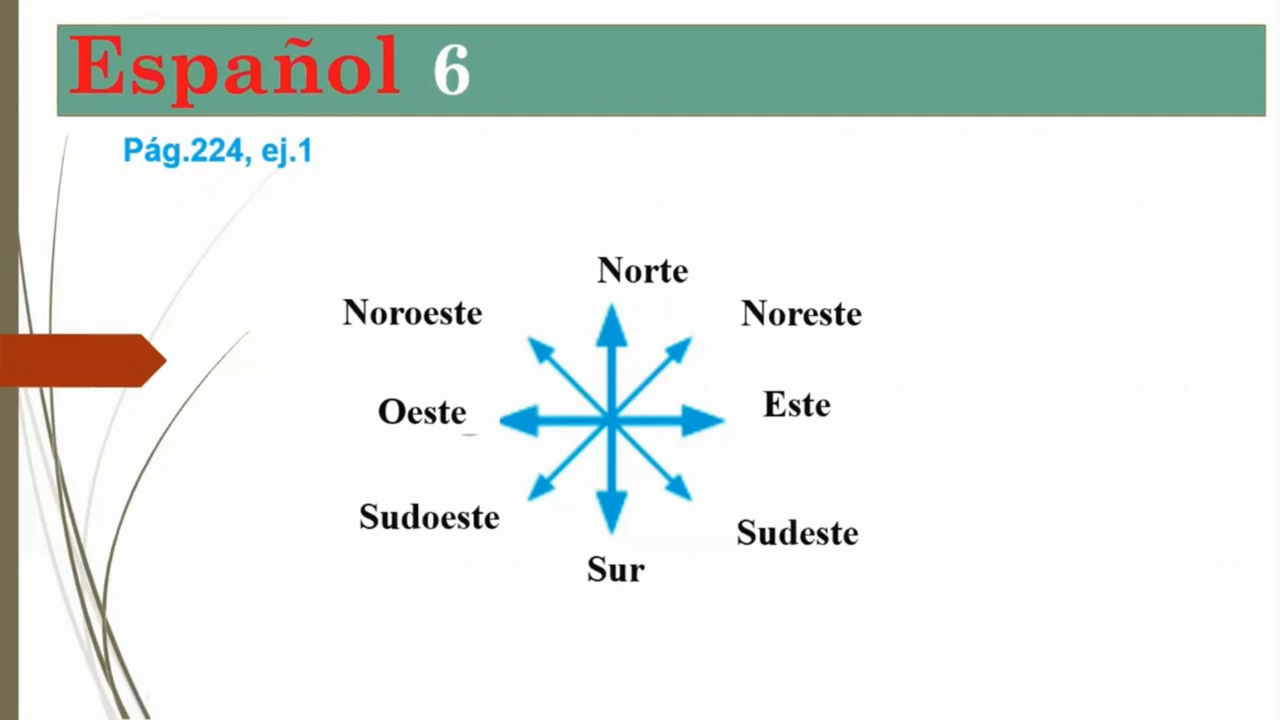 Español 6
Pág.224, ej.1
Norte
Noroeste
Noreste
Oeste
Este
Sudoeste
Sudeste
Sur